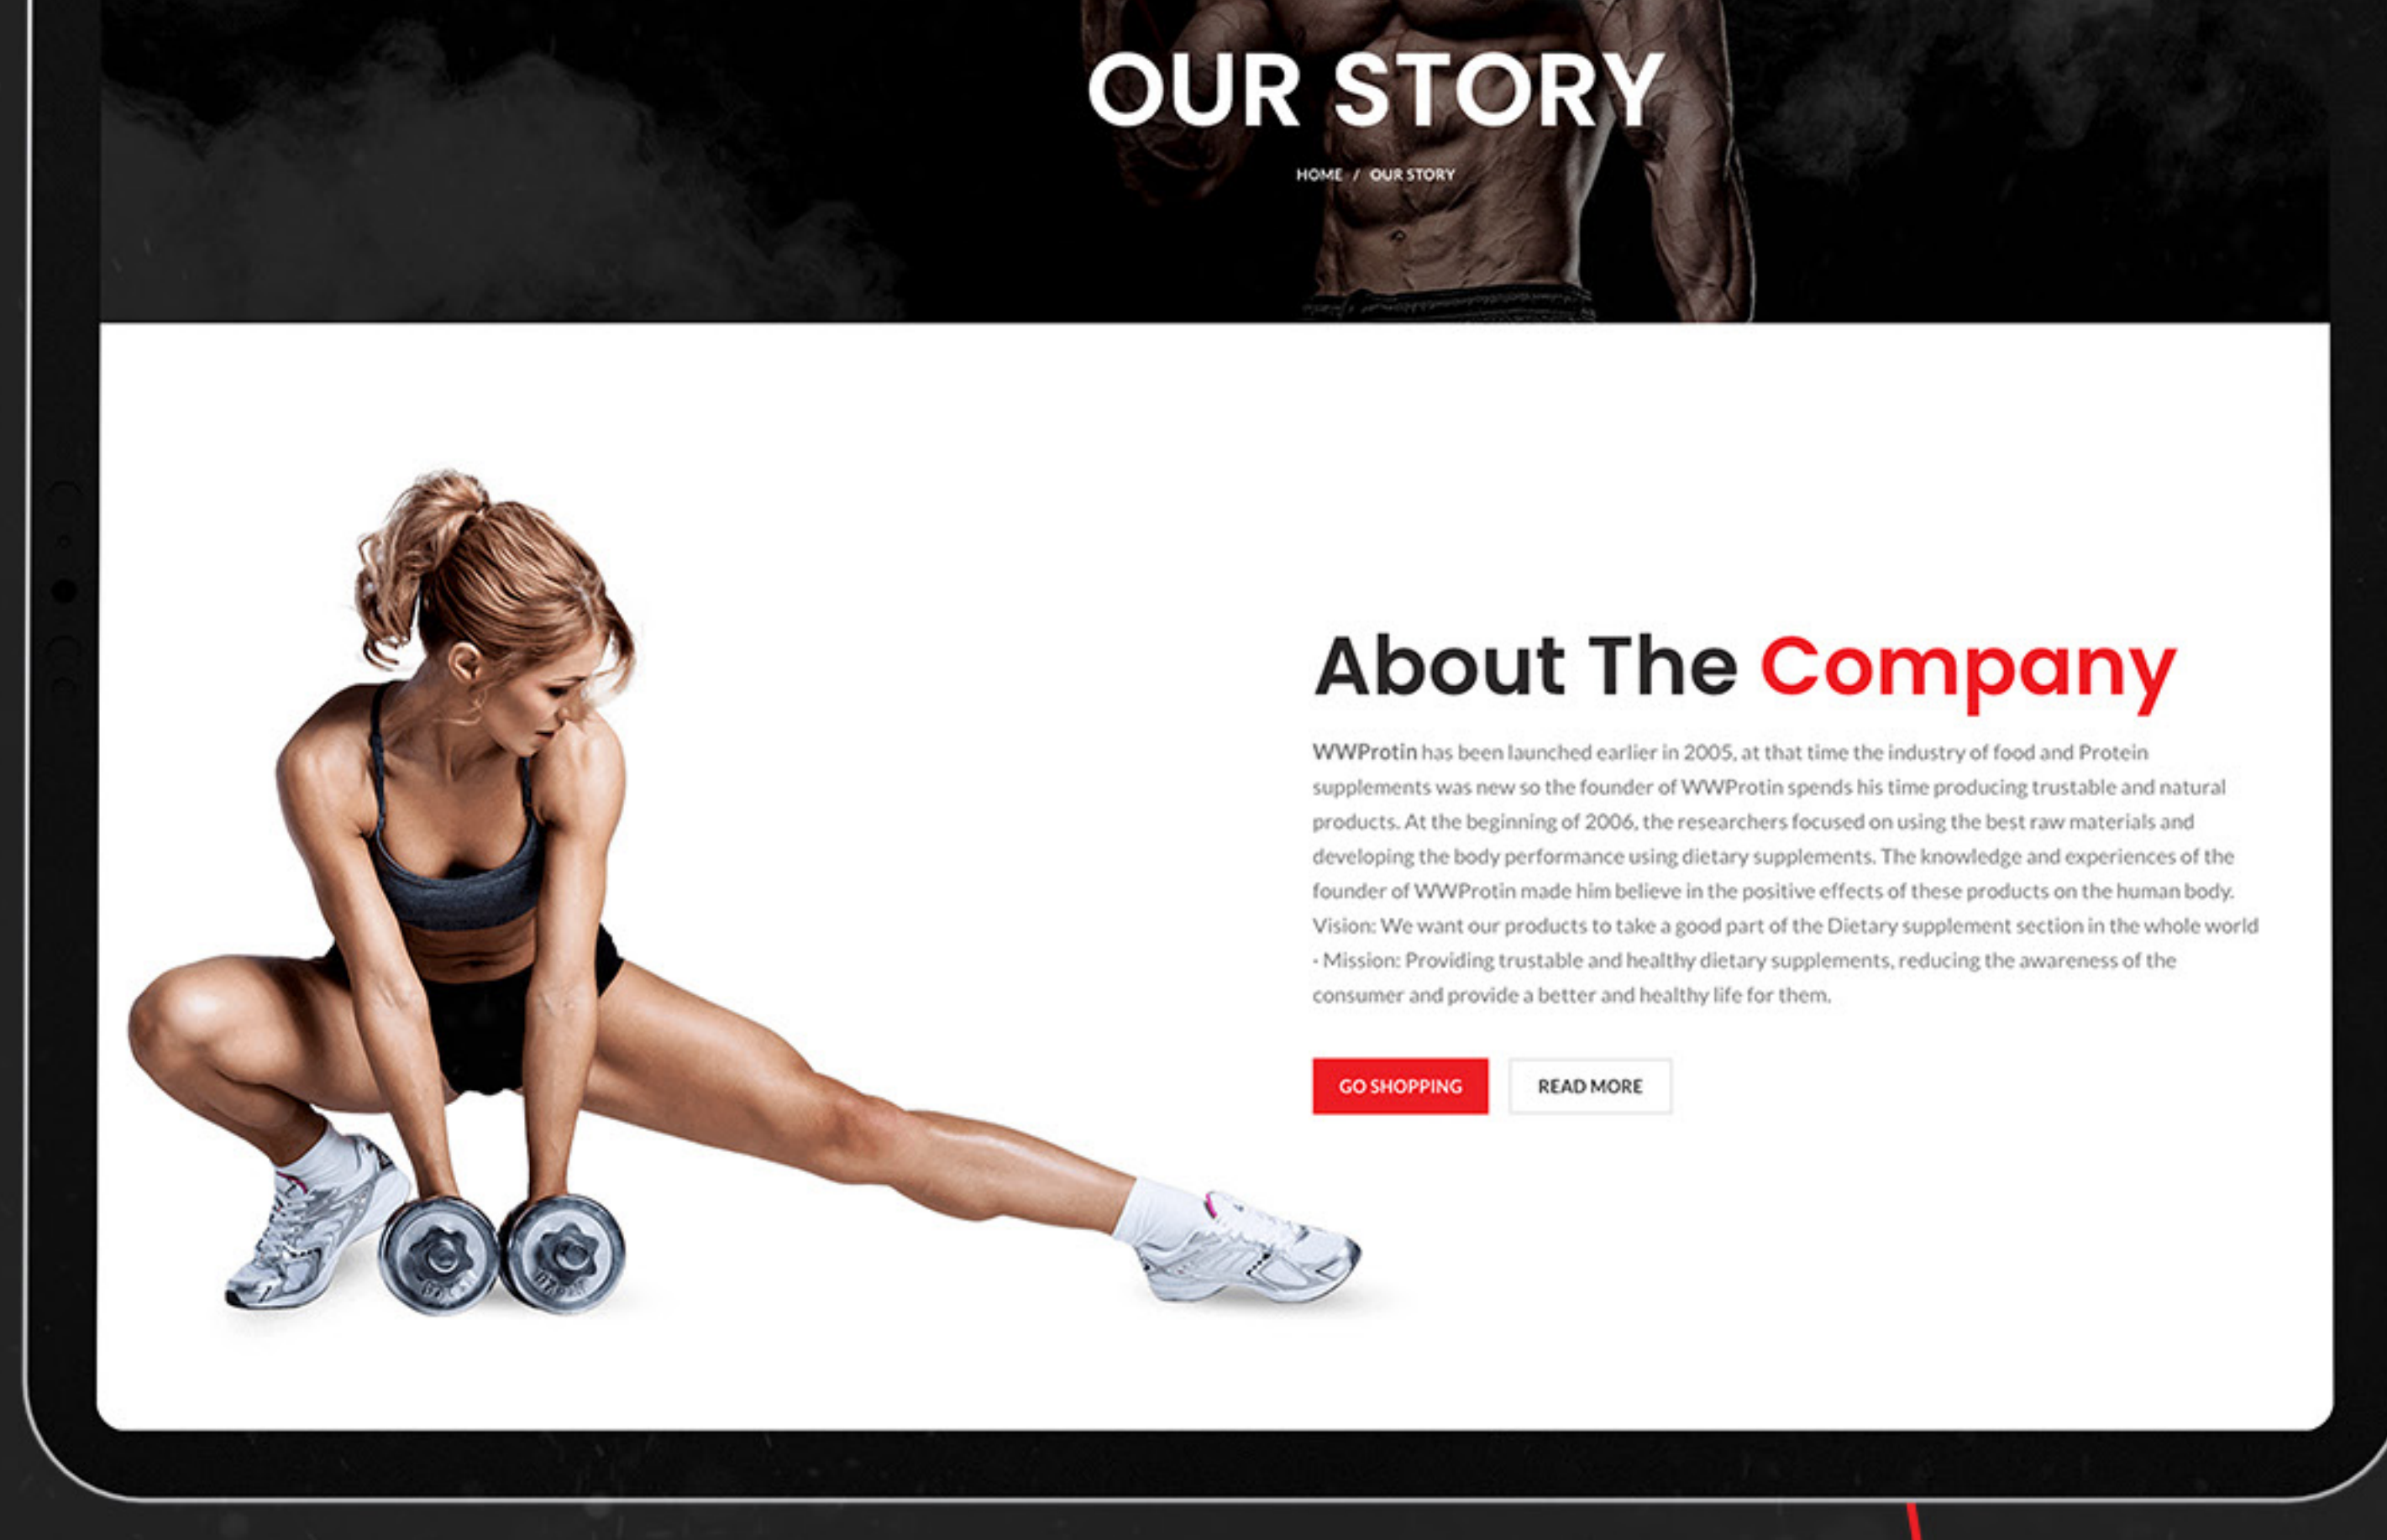 OUR STORY
HOME / OUR STORY
About The Company
WWProtin has been launched earlier in 2005, at that time the industry of food and Protein
supplements was new so the founder of WWProtin spends his time producing trustable and natural
products. At the beginning of 2006, the researchers focused on using the best raw materials and
developing the body performance using dietary supplements. The knowledge and experiences of the
founder of WWProtin made him believe in the positive effects of these products on the human body.
Vision: We want our products to take a good part of the Dietary supplement section in the whole world
· Mission: Providing trustable and healthy dietary supplements, reducing the awareness of the
consumer and provide a better and healthy life for them.
GO SHOPPING READ MORE